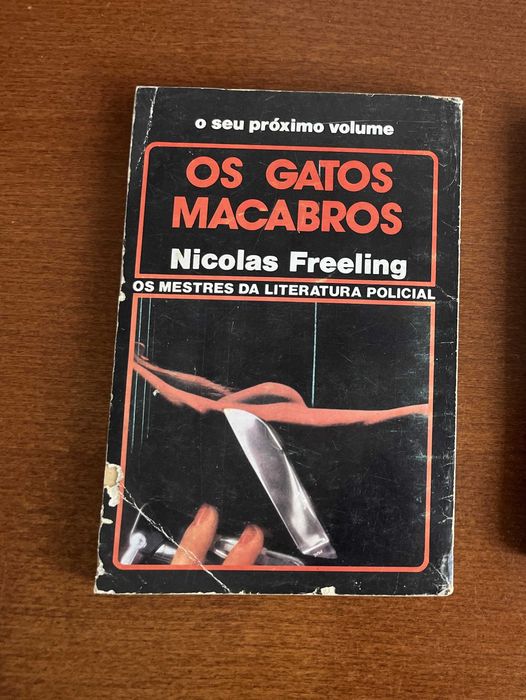 o seu próximo volume
OS GATOS
MACABROS
Nicolas Freeling
OS MESTRES DA LITERATURA POLICIAL